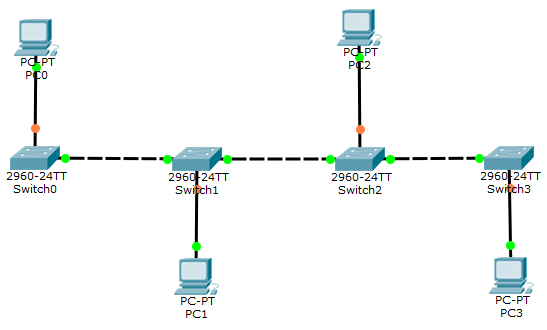 PC-PT
PC0
PC-PT
PC2
2960-24TT
Switch0
2960-24TT
Switch1
2960-24TT
Switch2
2960-24TT
Switch3
PC-PT
PC1
PC-PT
PC3